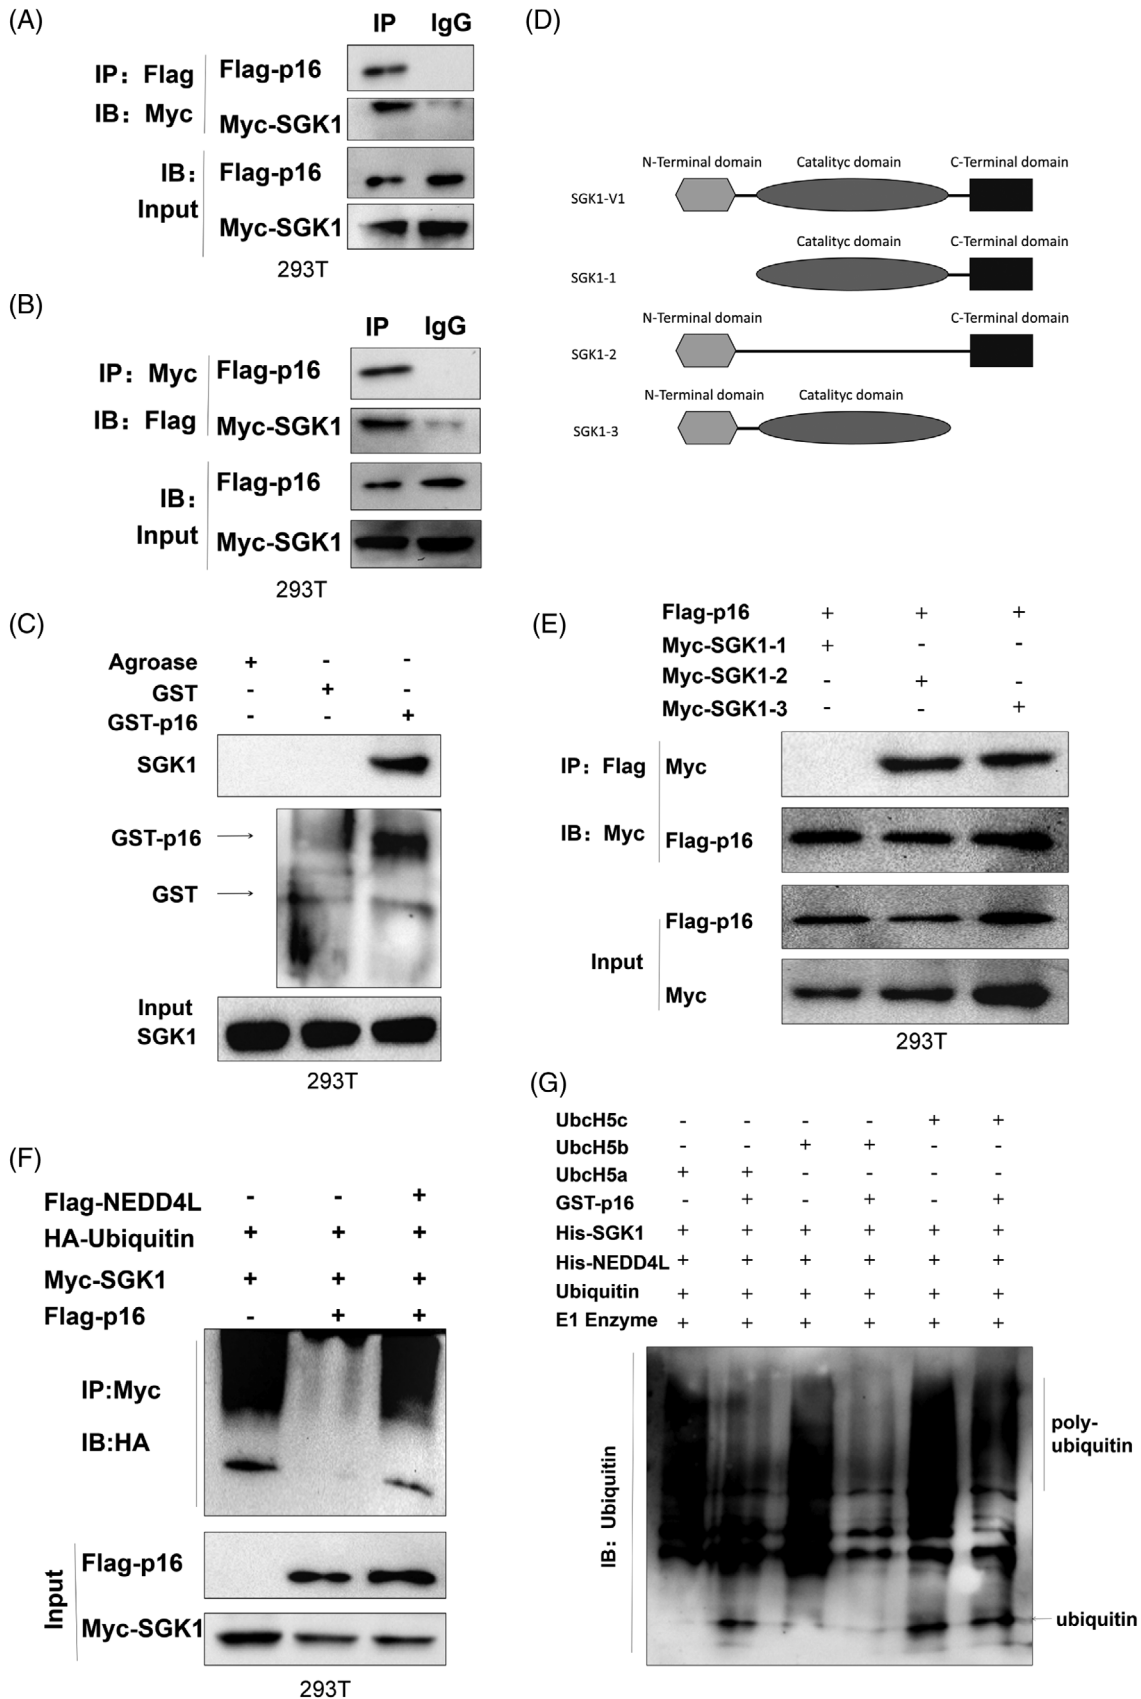 (A)
IP IgG
IP: Flag Flag-p16
IB: Myc Myc-SGK1
IB: Flag-p16
Input Myc-SGK1
293T
(B)
IP IgG
IP: Myc Flag-p16
IB: Flag Myc-SGK1
IB: Flag-p16
Input Myc-SGK1
293T
(C)
Agroase + - -
GST - + -
GST-p16 - - +
SGK1
GST-p16
GST
Input
SGK1
293T
(D)
N-Terminal domain Catalityc domain C-Terminal domain
SGK1-V1
Catalityc domain C-Terminal domain
SGK1-1
N-Terminal domain C-Terminal domain
SGK1-2
N-Terminal domain Catalityc domain
SGK1-3
(E)
Flag-p16 + + +
Myc-SGK1-1 + - -
Myc-SGK1-2 - + -
Myc-SGK1-3 - - +
IP: Flag Myc
IB: Myc Flag-p16
Flag-p16
Input
Myc
293T
(F)
Flag-NEDD4L - - +
HA-Ubiquitin + + +
Myc-SGK1 + + +
Flag-p16 - + +
IP:Myc
IB:HA
Input
Flag-p16
Myc-SGK1
293T
(G)
UbcH5c - - - - + +
UbcH5b - - + + - -
UbcH5a + + - - - -
GST-p16 - + - + - +
His-SGK1 + + + + + +
His-NEDD4L + + + + + +
Ubiquitin + + + + + +
E1 Enzyme + + + + + +
IB: Ubiquitin
poly-
ubiquitin
ubiquitin